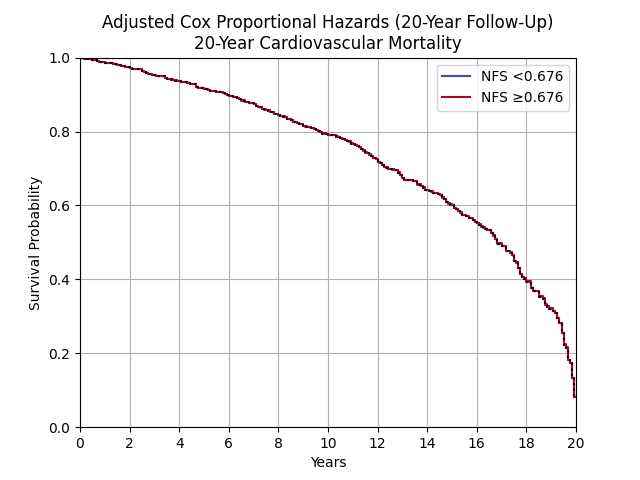 Adjusted Cox Proportional Hazards (20-Year Follow-Up)
20-Year Cardiovascular Mortality
NFS <0.676
NFS ≥0.676
Survival Probability
1.0
0.8
0.6
0.4
0.2
0.0
0 2 4 6 8 10 12 14 16 18 20
Years